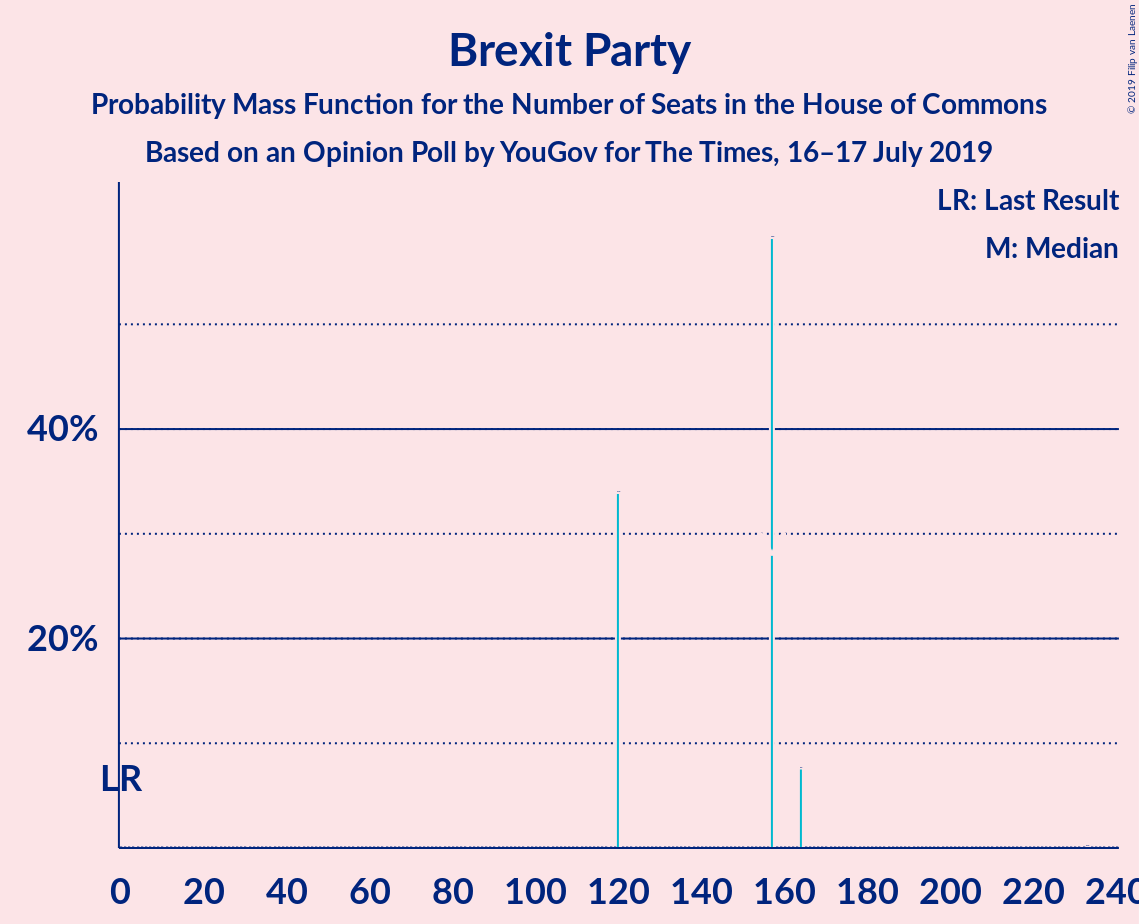 Brexit Party
Probability Mass Function for the Number of Seats in the House of Commons
Based on an Opinion Poll by YouGov for The Times, 16–17 July 2019
© 2019 Filip van Laenen
LR: Last Result
M: Median
40%
20%
LR
0 20 40 60 80 100 120 140 160 180 200 220 240